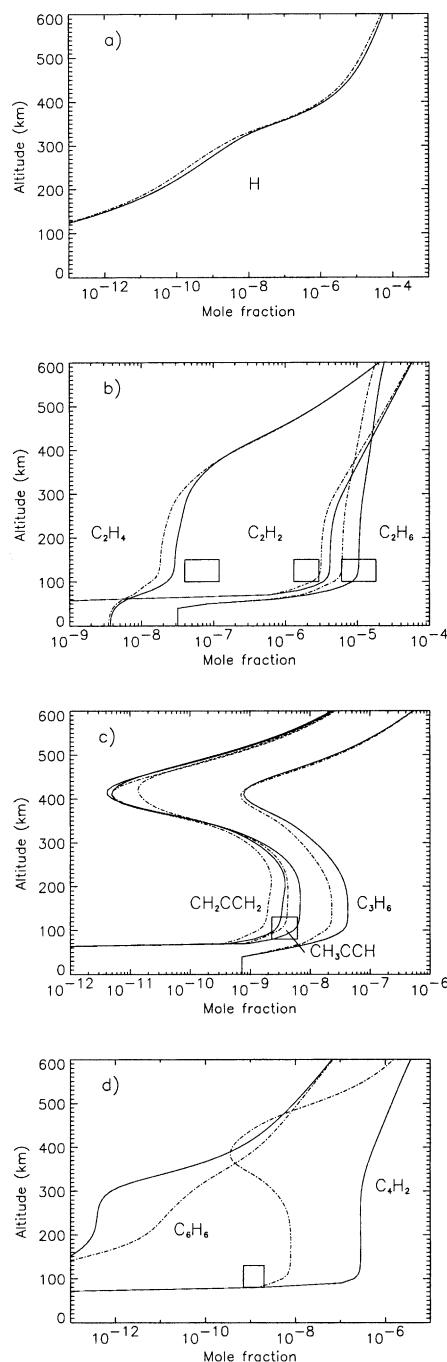 600
a)
500
400
300
200
100
0
Altitude (km)
H
10⁻¹² 10⁻¹⁰ 10⁻⁸ 10⁻⁶ 10⁻⁴
Mole fraction
600
b)
500
400
300
200
100
0
Altitude (km)
C₂H₄ C₂H₂ C₂H₆
10⁻⁹ 10⁻⁸ 10⁻⁷ 10⁻⁶ 10⁻⁵ 10⁻⁴
Mole fraction
600
c)
500
400
300
200
100
0
Altitude (km)
CH₂CCH₂ C₃H₆
CH₃CCH
10⁻¹² 10⁻¹¹ 10⁻¹⁰ 10⁻⁹ 10⁻⁸ 10⁻⁷ 10⁻⁶
Mole fraction
600
d)
500
400
300
200
100
0
Altitude (km)
C₄H₂
C₆H₆
10⁻¹² 10⁻¹⁰ 10⁻⁸ 10⁻⁶
Mole fraction